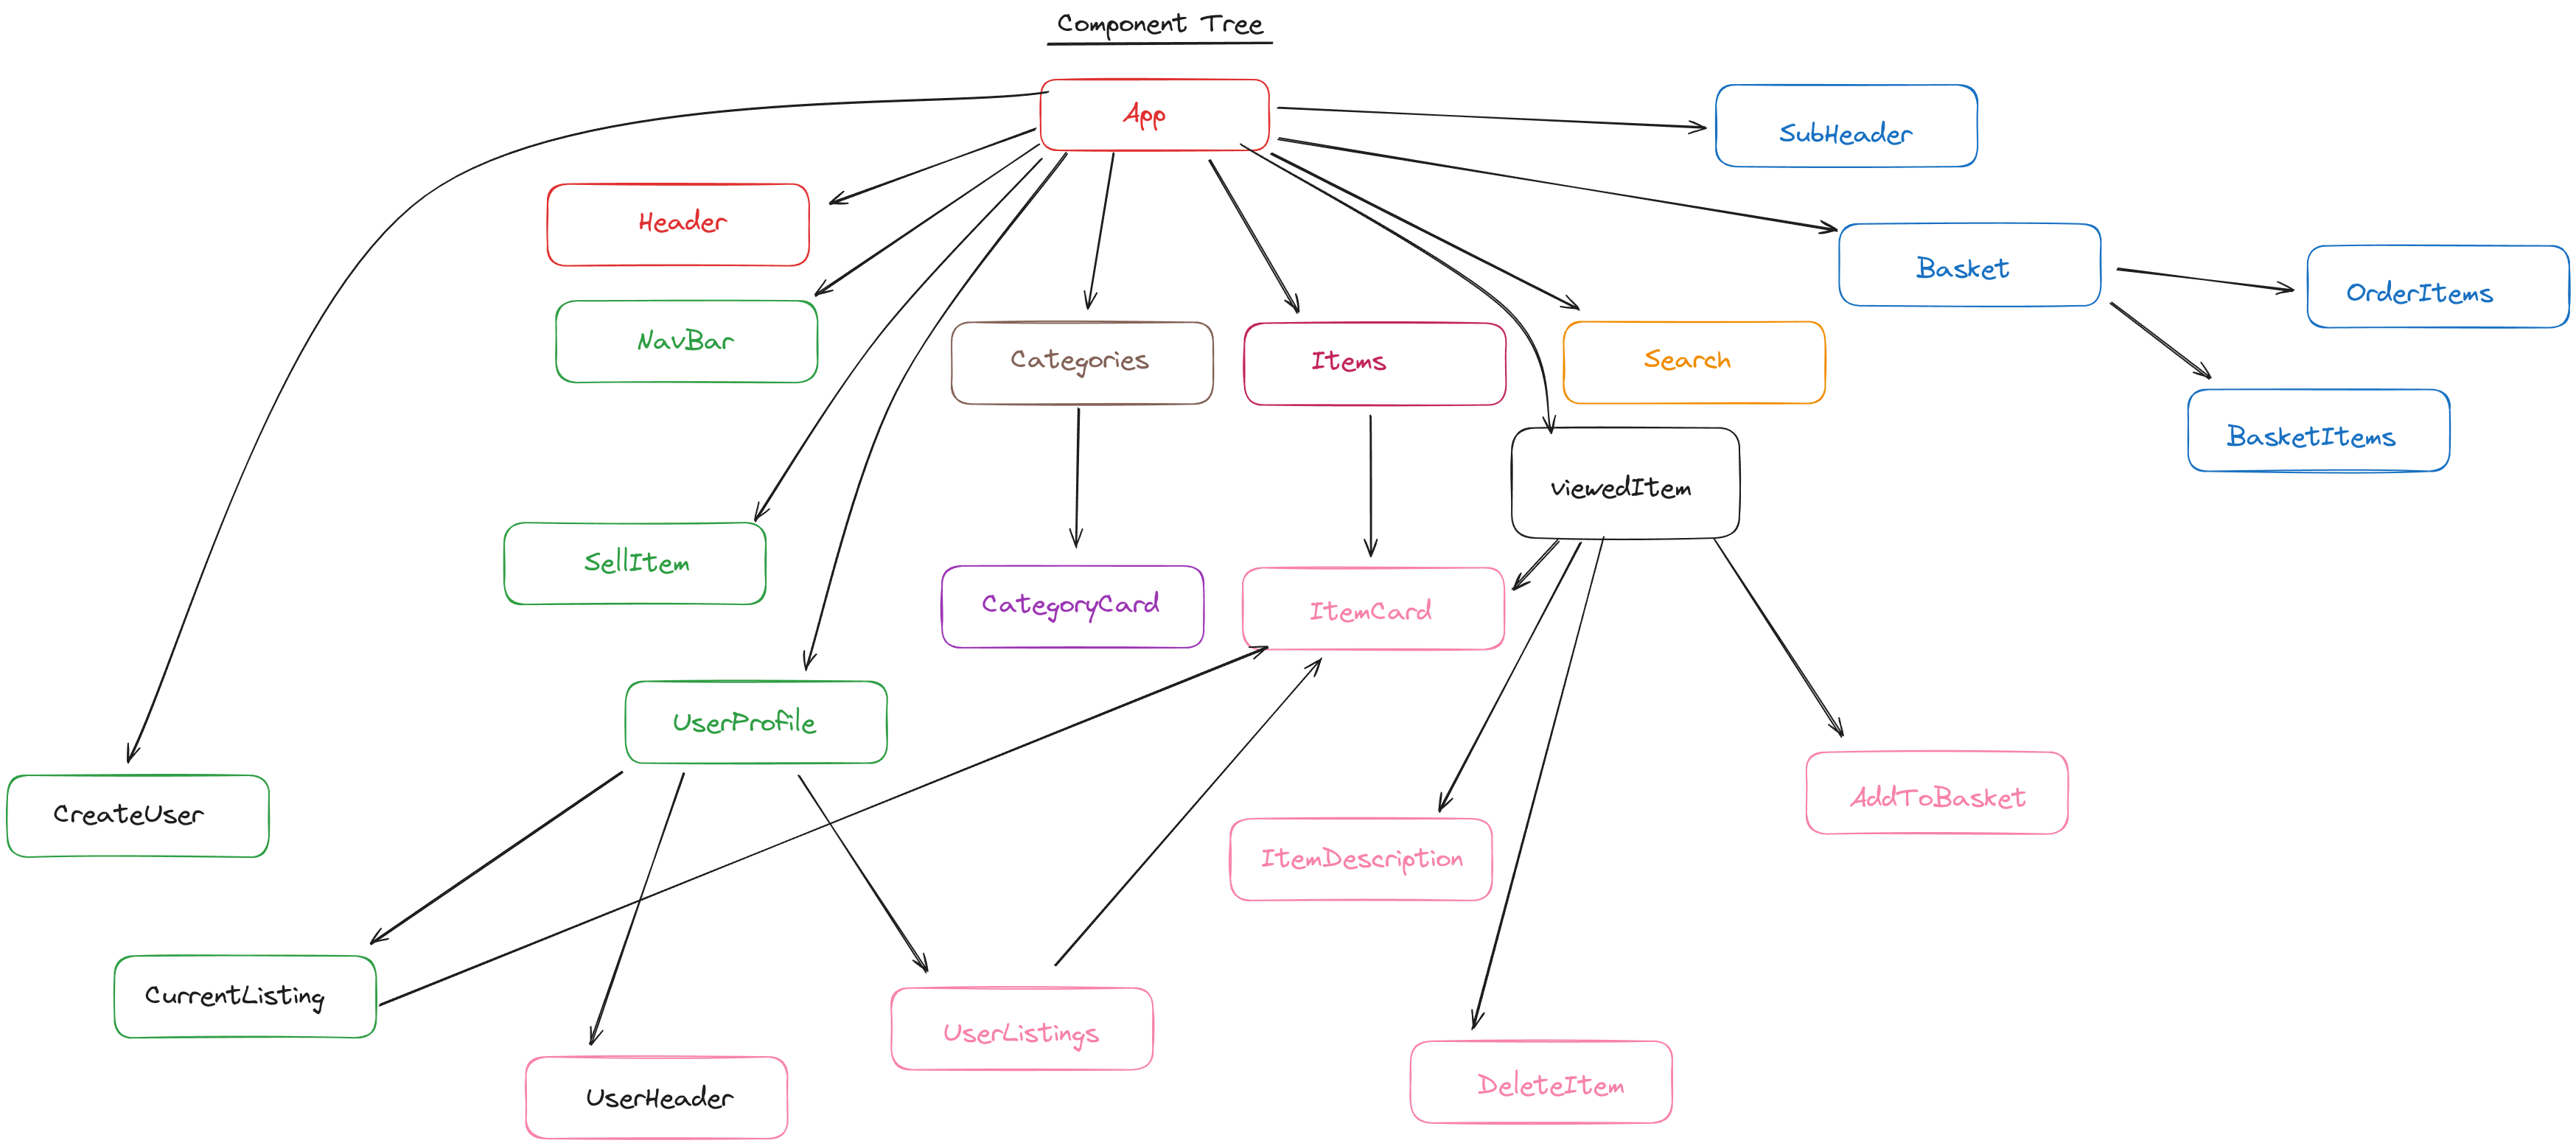 Component Tree
App
SubHeader
Header
Basket
OrderItems
NavBar
Categories
Items
Search
BasketItems
viewedItem
SellItem
CategoryCard
ItemCard
UserProfile
CreateUser
AddToBasket
ItemDescription
CurrentListing
UserListings
DeleteItem
UserHeader